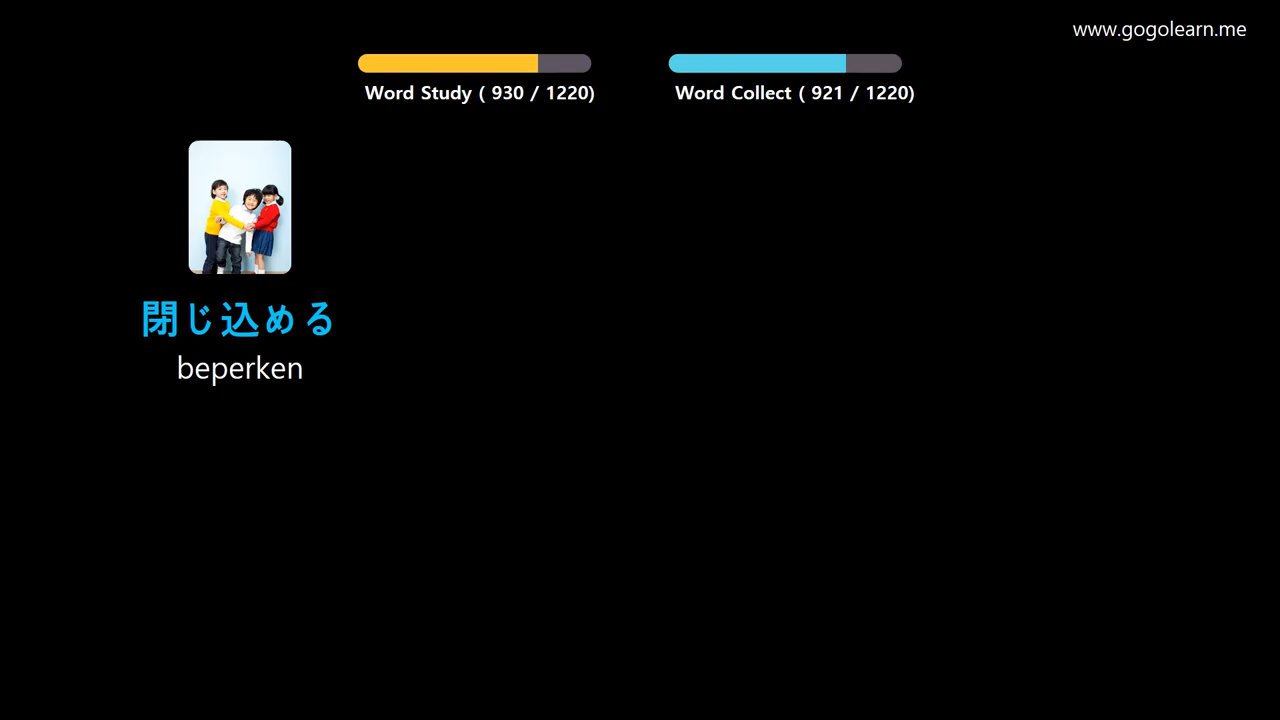 www.gogolearn.me
Word Study ( 930 / 1220)
Word Collect ( 921 / 1220)
閉じ込める
beperken